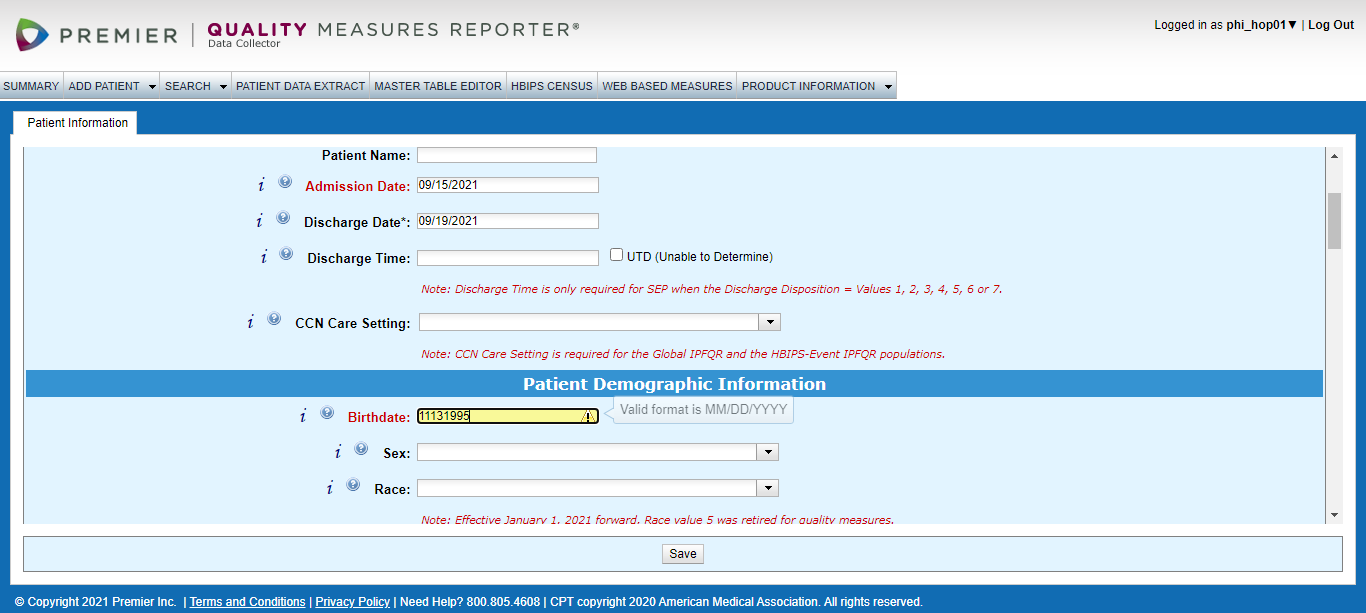 PREMIER | QUALITY MEASURES REPORTER®
Data Collector
Logged in as phi_hop01▼ | Log Out
SUMMARY ADD PATIENT SEARCH PATIENT DATA EXTRACT MASTER TABLE EDITOR HBIPS CENSUS WEB BASED MEASURES PRODUCT INFORMATION
Patient Information
Patient Name:
i ? Admission Date: 09/15/2021
i ? Discharge Date*: 09/19/2021
i ? Discharge Time: UTD (Unable to Determine)
Note: Discharge Time is only required for SEP when the Discharge Disposition = Values 1, 2, 3, 4, 5, 6 or 7.
i ? CCN Care Setting:
Note: CCN Care Setting is required for the Global IPFQR and the HBIPS-Event IPFQR populations.
Patient Demographic Information
i ? Birthdate: 11131995 Valid format is MM/DD/YYYY
i ? Sex:
i ? Race:
Note: Effective January 1, 2021 forward, Race value 5 was retired for quality measures.
Save
© Copyright 2021 Premier Inc. | Terms and Conditions | Privacy Policy | Need Help? 800.805.4608 | CPT copyright 2020 American Medical Association. All rights reserved.